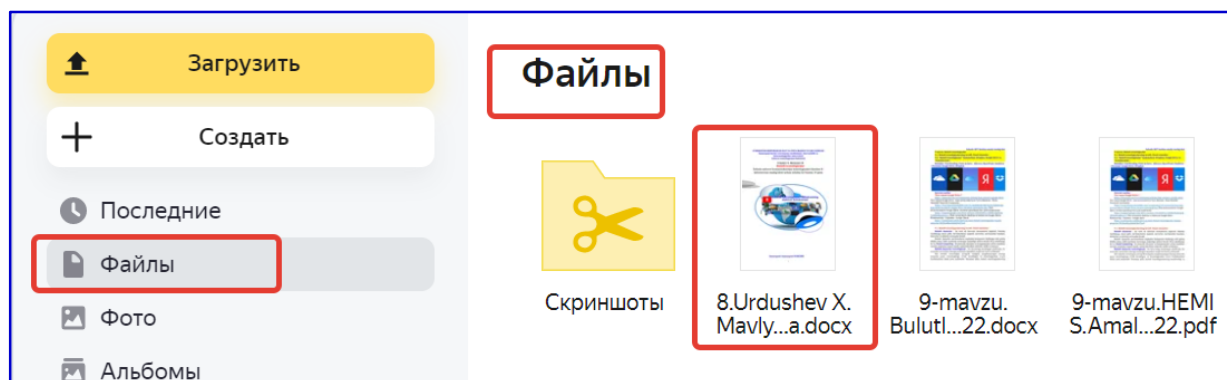 Загрузить
Создать
Последние
Файлы
Фото
Альбомы
Файлы
Скриншоты
8.Urdushev X.
Mavly...a.docx
9-mavzu.
Bulutl...22.docx
9-mavzu.HEMI
S.Amal...22.pdf